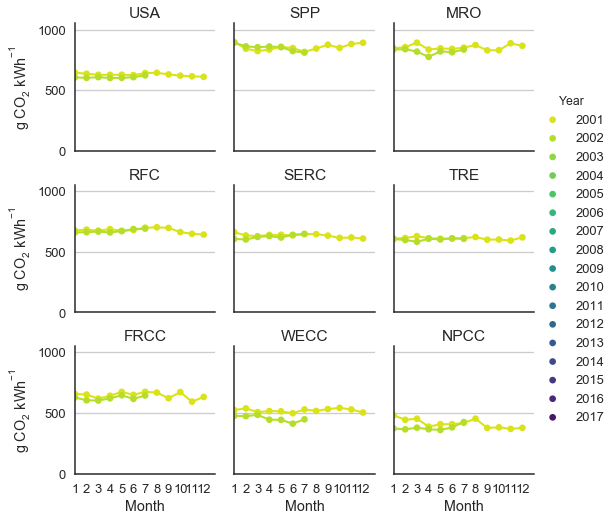 USA SPP MRO
1000
500
0
g CO₂ kWh⁻¹
RFC SERC TRE
1000
500
0
g CO₂ kWh⁻¹
FRCC WECC NPCC
1000
500
0
g CO₂ kWh⁻¹
1 2 3 4 5 6 7 8 9 10 11 12
1 2 3 4 5 6 7 8 9 10 11 12
1 2 3 4 5 6 7 8 9 10 11 12
Month Month Month
Year
2001
2002
2003
2004
2005
2006
2007
2008
2009
2010
2011
2012
2013
2014
2015
2016
2017